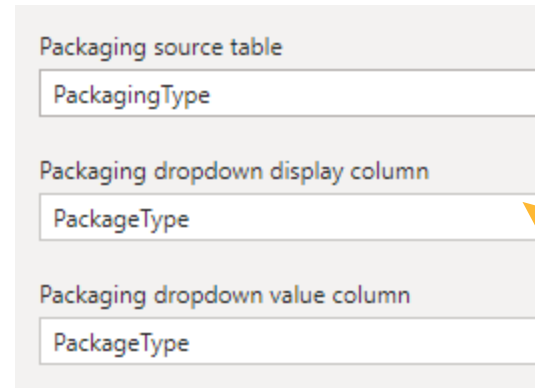 Packaging source table
PackagingType
Packaging dropdown display column
PackageType
Packaging dropdown value column
PackageType